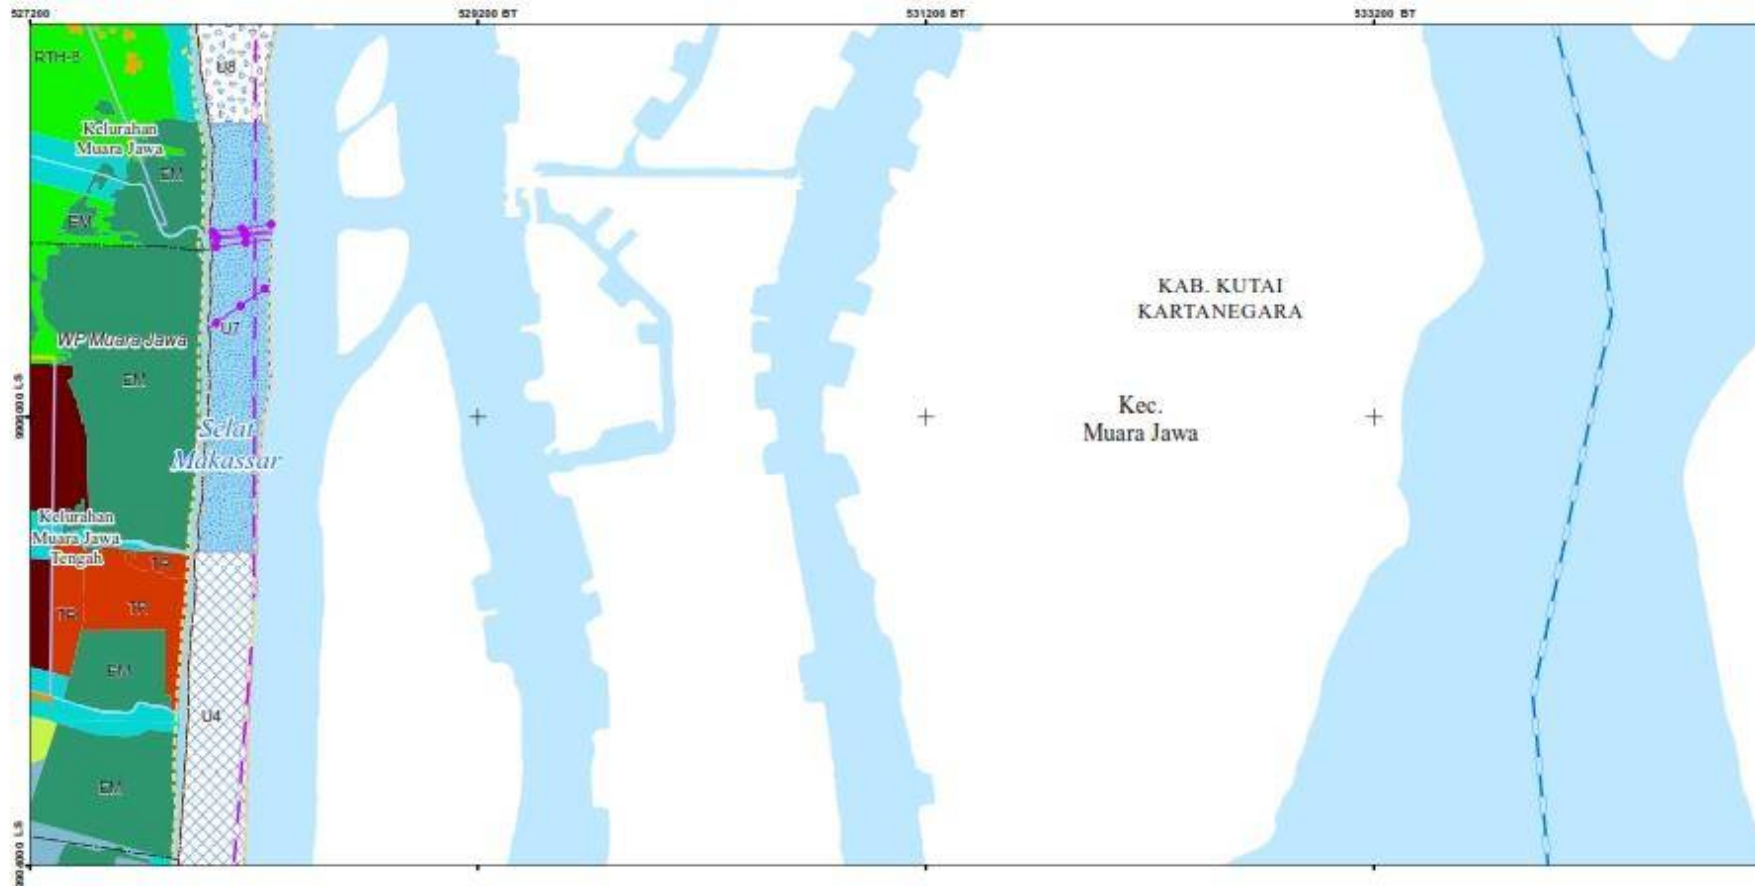 527200
529200 BT
531200 BT
533200 BT
RTH-8
U8
Kelurahan
Muara Jawa
EM
EM
KAB. KUTAI
KARTANEGARA
U7
WP Muara Jawa
EM
Kec.
Muara Jawa
Selat
Makassar
Kelurahan
Muara Jawa
Tengah
TR
TR
TR
EM
U4
EM